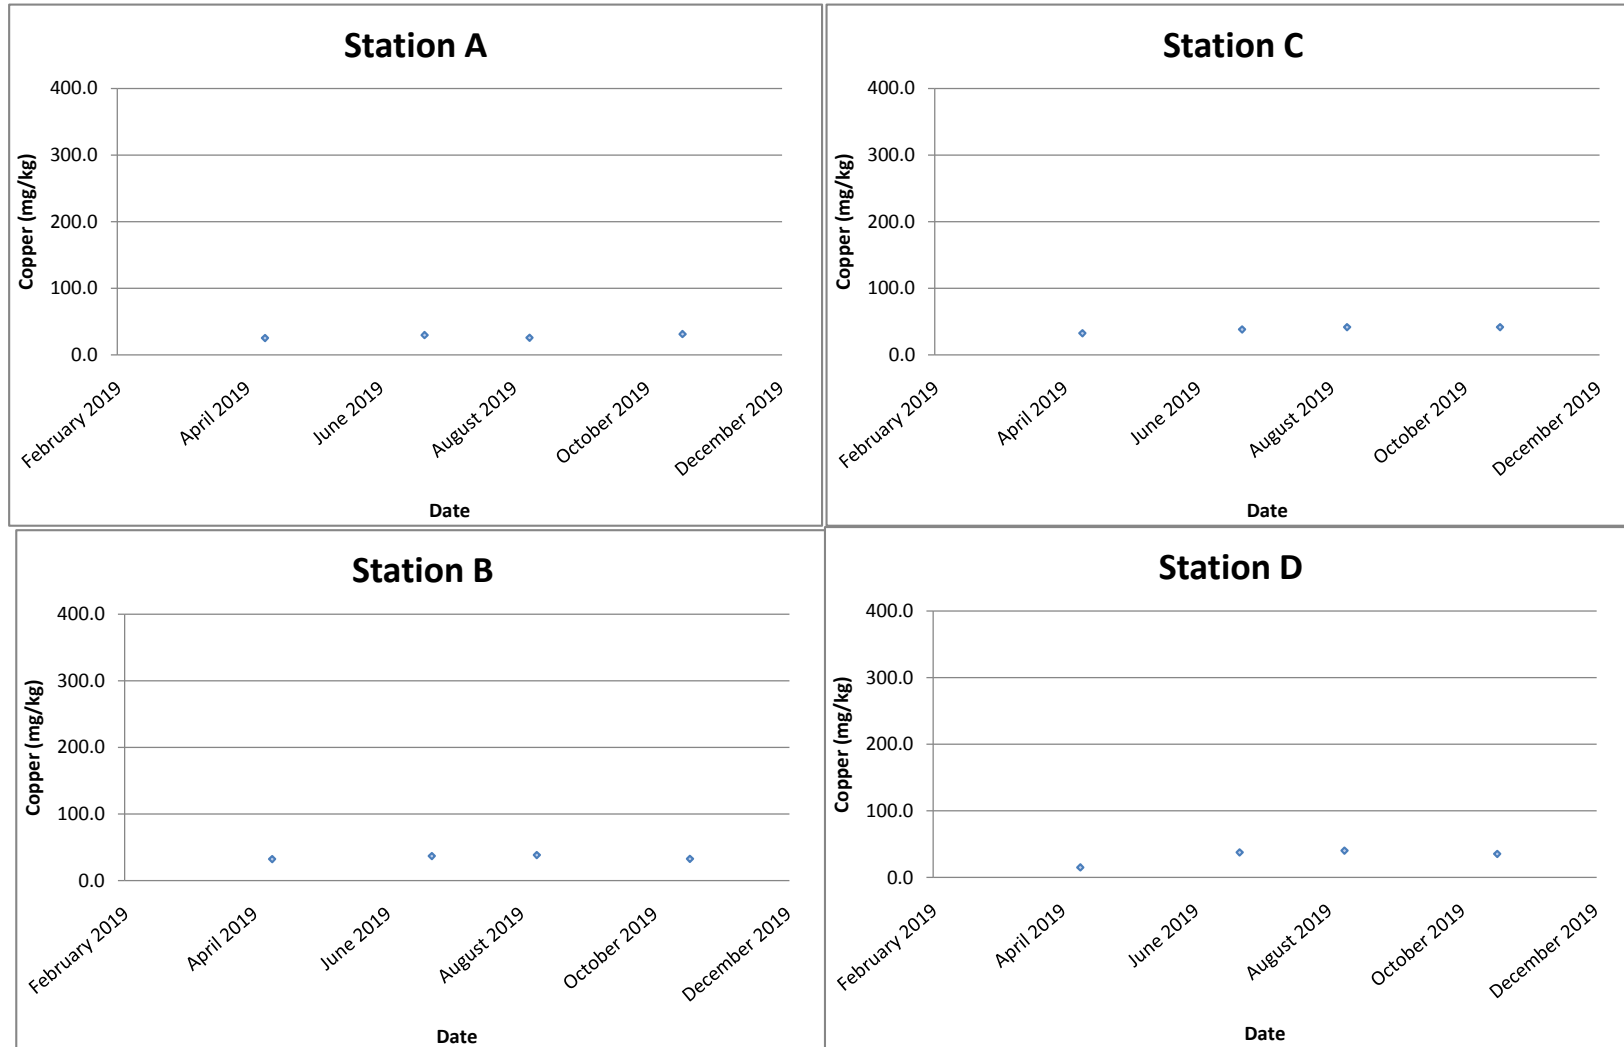 Station A
400.0
300.0
200.0
100.0
0.0
Copper (mg/kg)
February 2019
April 2019
June 2019
August 2019
October 2019
December 2019
Date
Station C
400.0
300.0
200.0
100.0
0.0
Copper (mg/kg)
February 2019
April 2019
June 2019
August 2019
October 2019
December 2019
Date
Station B
400.0
300.0
200.0
100.0
0.0
Copper (mg/kg)
February 2019
April 2019
June 2019
August 2019
October 2019
December 2019
Date
Station D
400.0
300.0
200.0
100.0
0.0
Copper (mg/kg)
February 2019
April 2019
June 2019
August 2019
October 2019
December 2019
Date